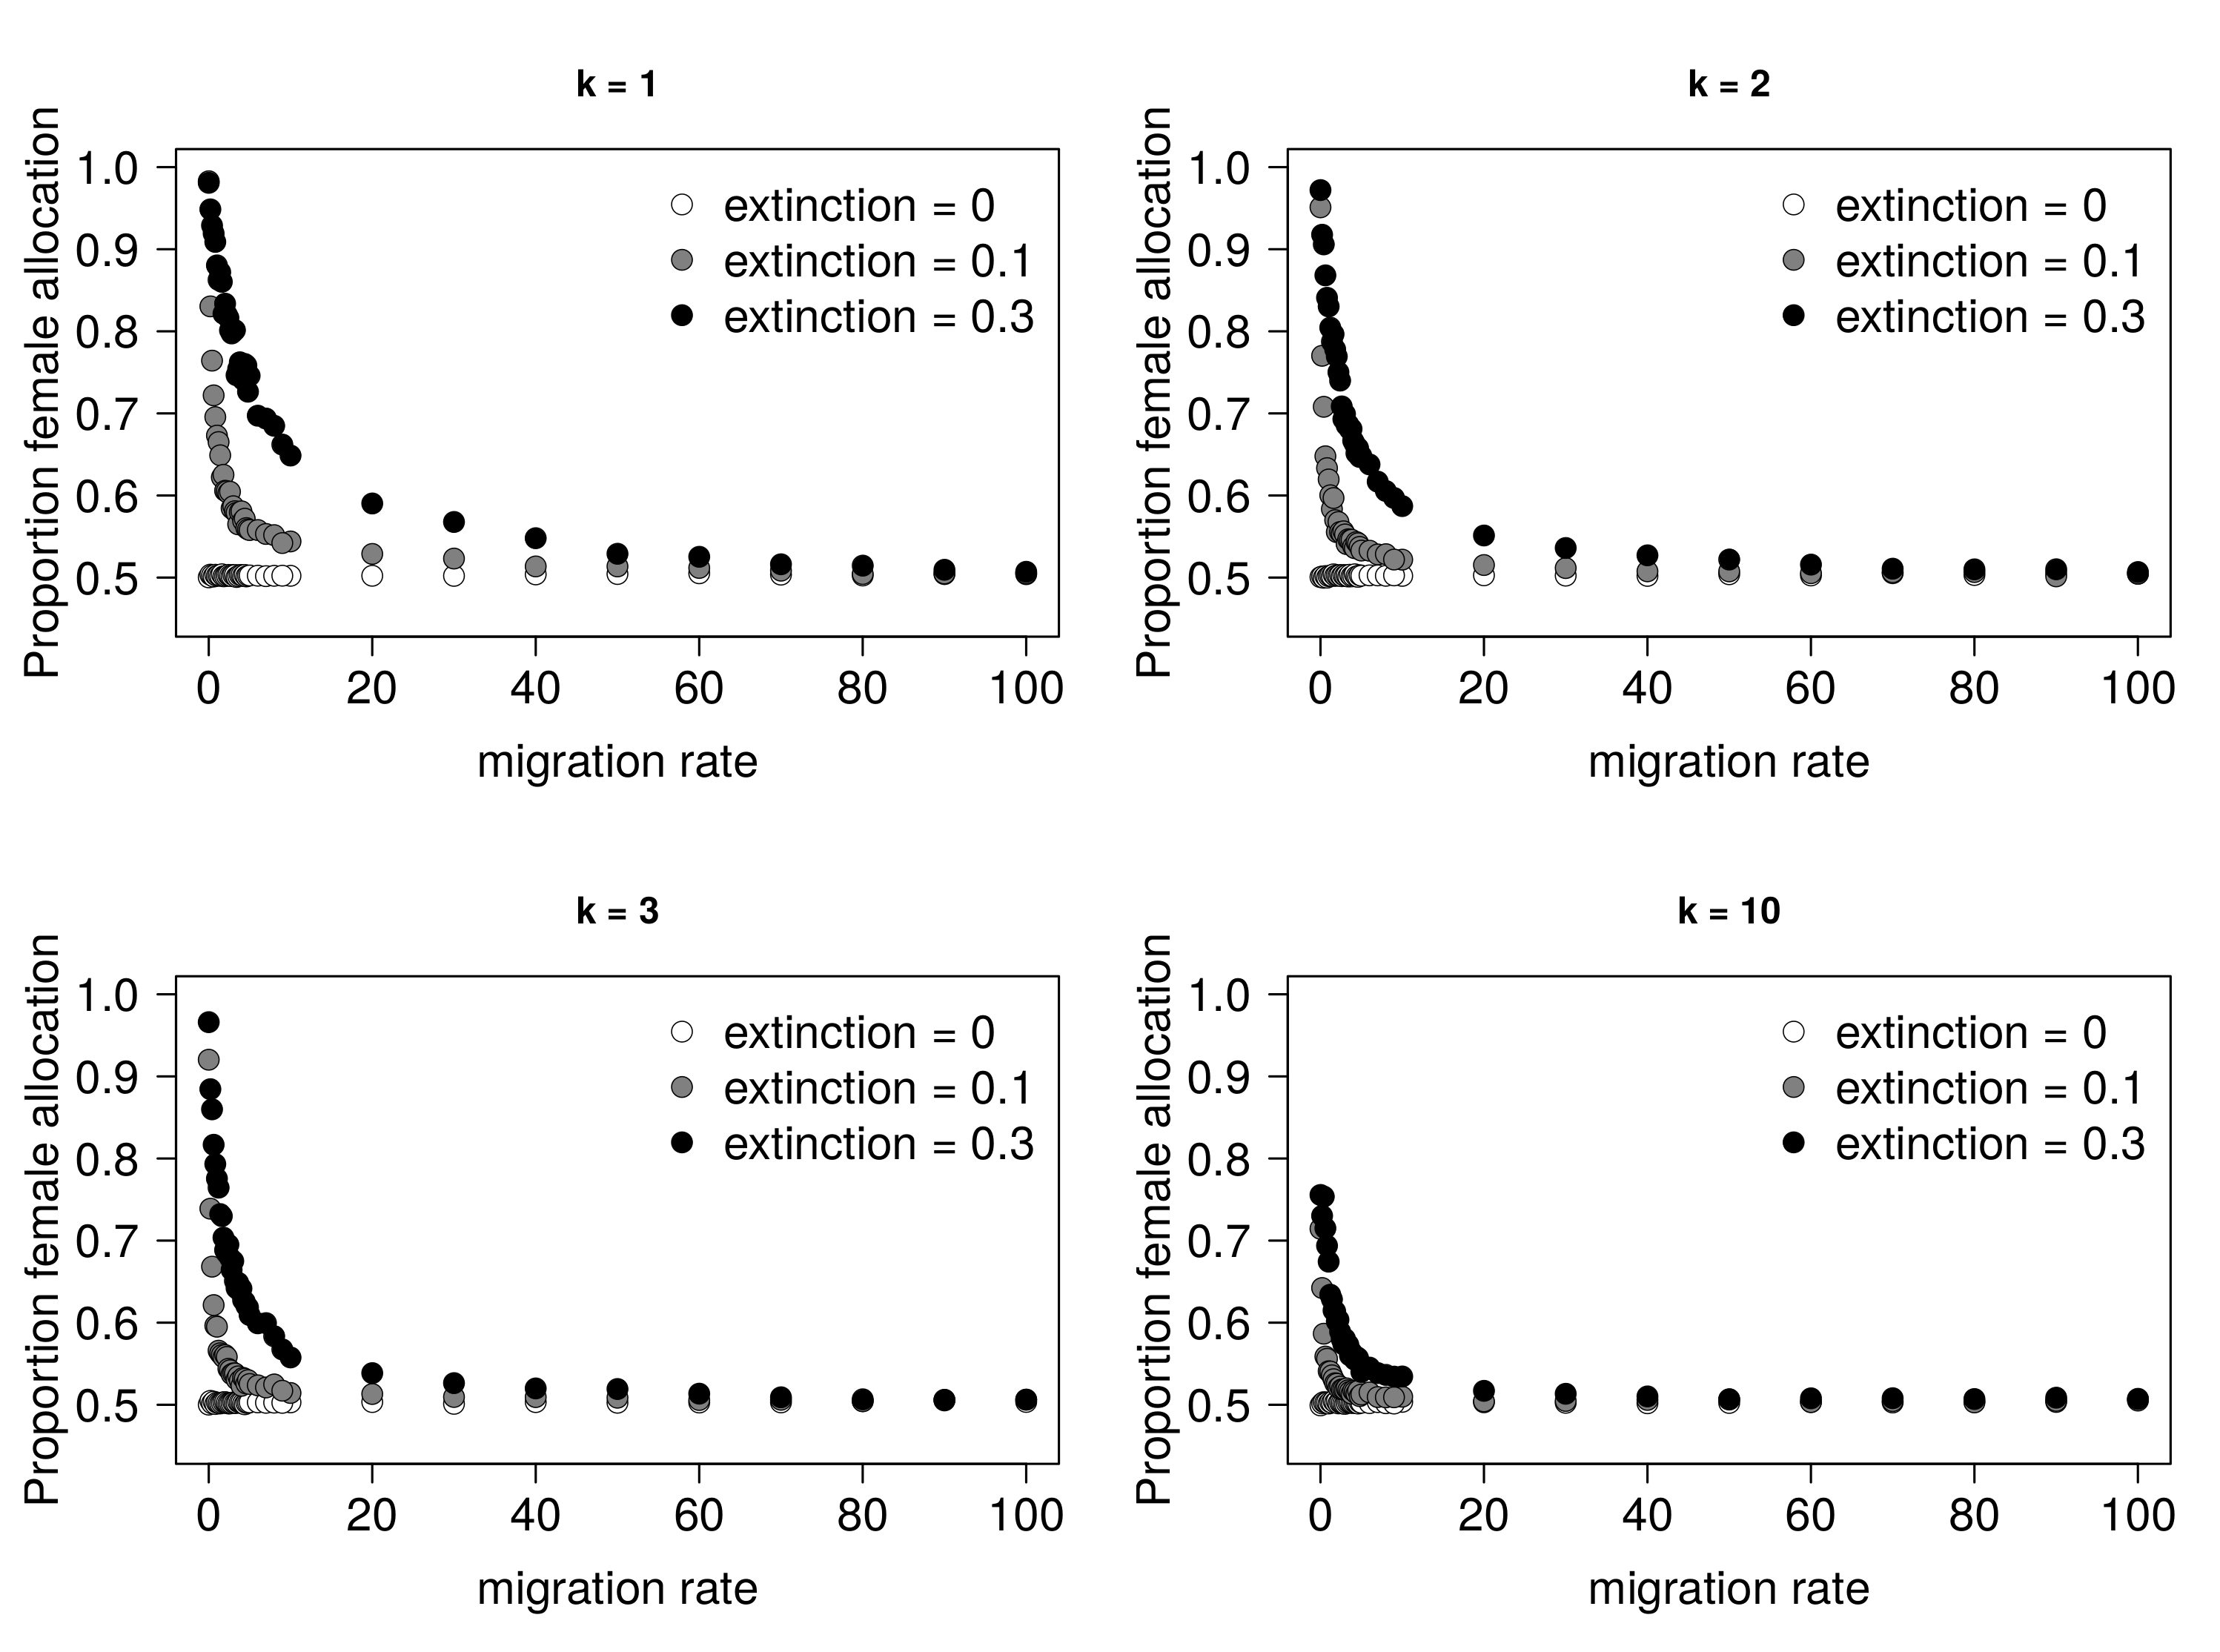 k = 1
Proportion female allocation
1.0
0.9
0.8
0.7
0.6
0.5
extinction = 0
extinction = 0.1
extinction = 0.3
0 20 40 60 80 100
migration rate
k = 2
Proportion female allocation
1.0
0.9
0.8
0.7
0.6
0.5
extinction = 0
extinction = 0.1
extinction = 0.3
0 20 40 60 80 100
migration rate
k = 3
Proportion female allocation
1.0
0.9
0.8
0.7
0.6
0.5
extinction = 0
extinction = 0.1
extinction = 0.3
0 20 40 60 80 100
migration rate
k = 10
Proportion female allocation
1.0
0.9
0.8
0.7
0.6
0.5
extinction = 0
extinction = 0.1
extinction = 0.3
0 20 40 60 80 100
migration rate